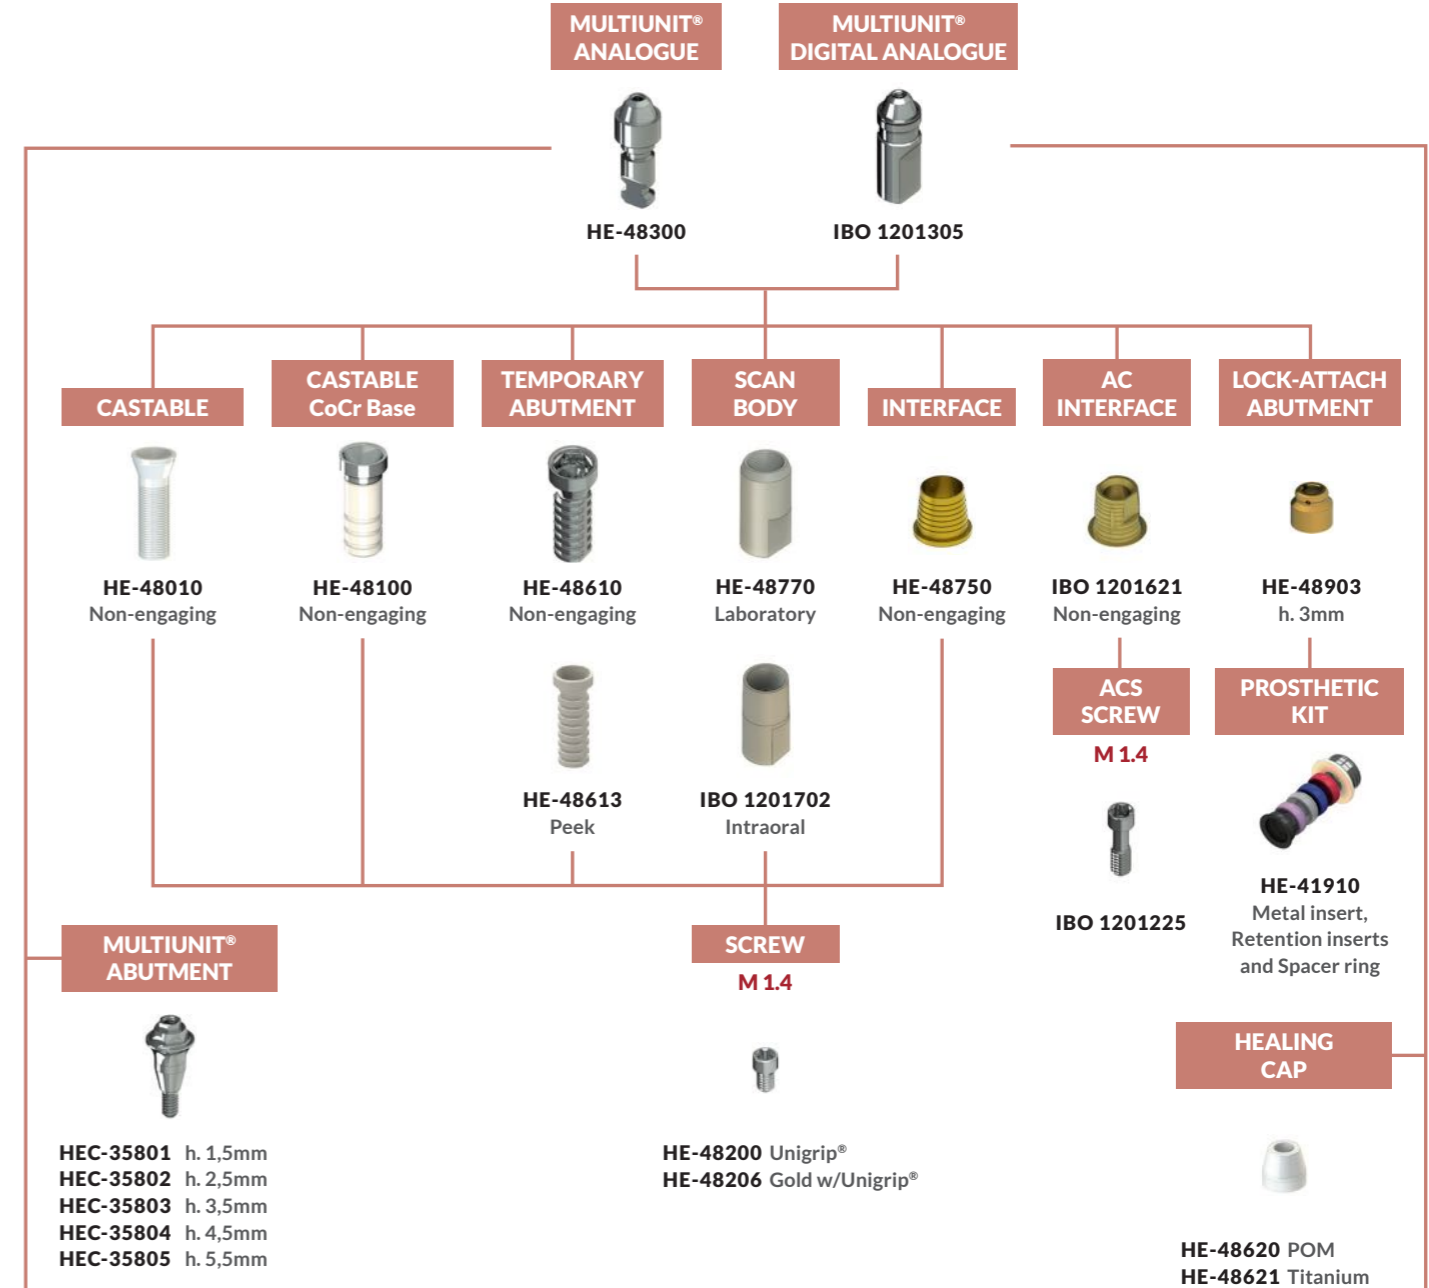 MULTIUNIT®
ANALOGUE
MULTIUNIT®
DIGITAL ANALOGUE
HE-48300
IBO 1201305
CASTABLE
CASTABLE
CoCr Base
TEMPORARY
ABUTMENT
SCAN
BODY
INTERFACE
AC
INTERFACE
LOCK-ATTACH
ABUTMENT
HE-48010
Non-engaging
HE-48100
Non-engaging
HE-48610
Non-engaging
HE-48770
Laboratory
HE-48750
Non-engaging
IBO 1201621
Non-engaging
HE-48903
h. 3mm
HE-48613
Peek
IBO 1201702
Intraoral
ACS
SCREW
M 1.4
IBO 1201225
PROSTHETIC
KIT
HE-41910
Metal insert,
Retention inserts
and Spacer ring
MULTIUNIT®
ABUTMENT
HEC-35801 h. 1,5mm
HEC-35802 h. 2,5mm
HEC-35803 h. 3,5mm
HEC-35804 h. 4,5mm
HEC-35805 h. 5,5mm
SCREW
M 1.4
HE-48200 Unigrip®
HE-48206 Gold w/Unigrip®
HEALING
CAP
HE-48620 POM
HE-48621 Titanium